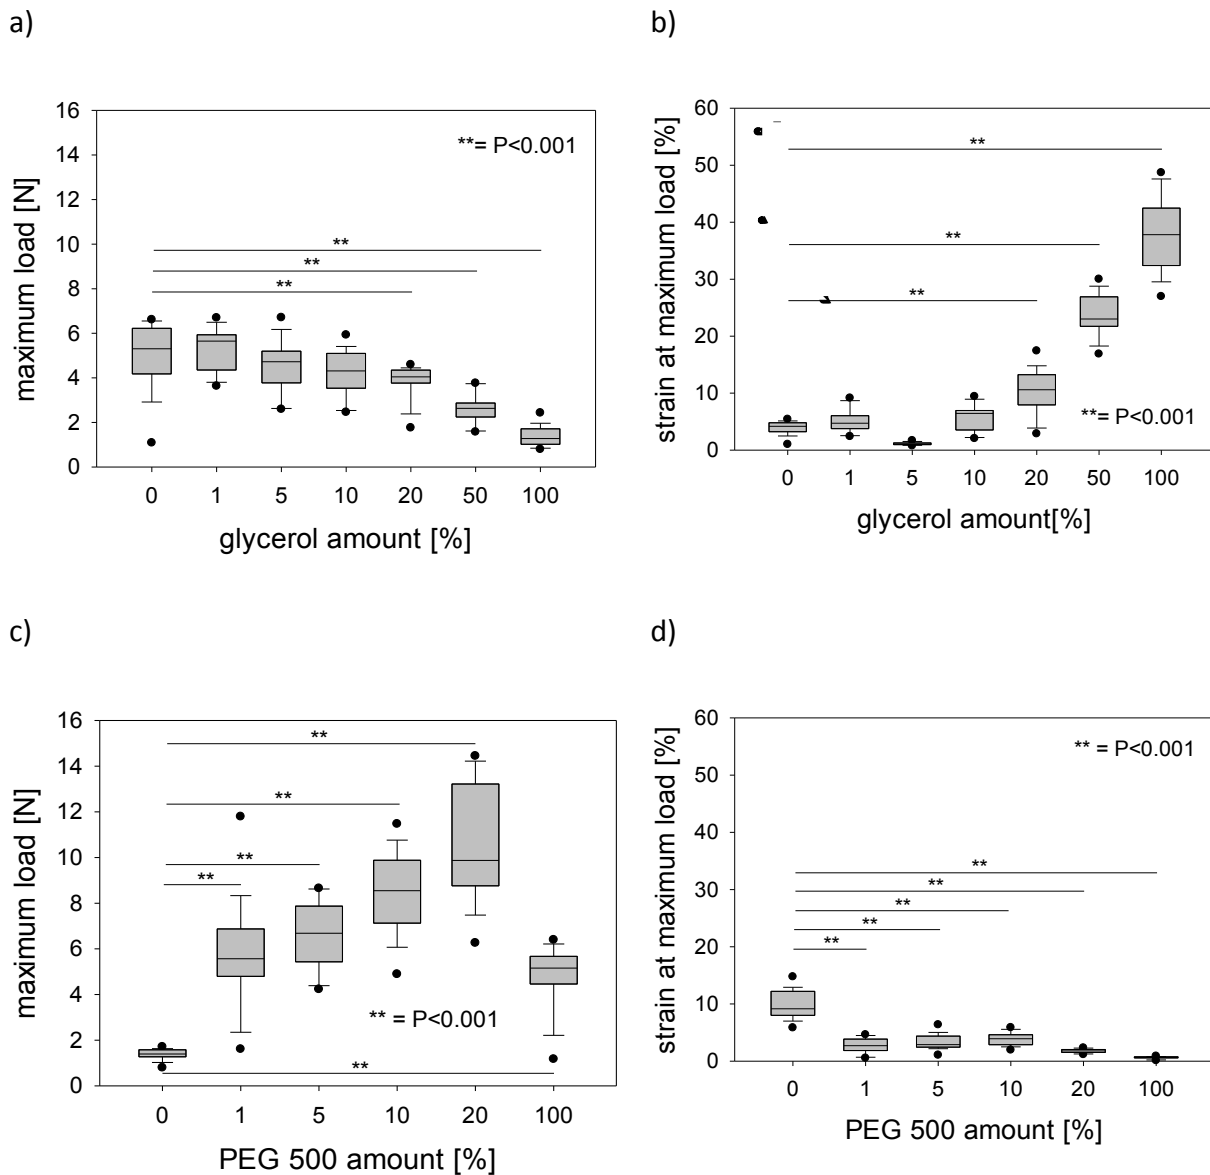 a)
maximum load [N]
16
14
12
10
8
6
4
2
0
**= P<0.001
**
**
**
0 1 5 10 20 50 100
glycerol amount [%]
b)
strain at maximum load [%]
60
50
40
30
20
10
0
**
**
**
**= P<0.001
0 1 5 10 20 50 100
glycerol amount[%]
c)
maximum load [N]
16
14
12
10
8
6
4
2
0
**
**
**
**
** = P<0.001
**
0 1 5 10 20 100
PEG 500 amount [%]
d)
strain at maximum load [%]
60
50
40
30
20
10
0
** = P<0.001
**
**
**
**
**
0 1 5 10 20 100
PEG 500 amount [%]